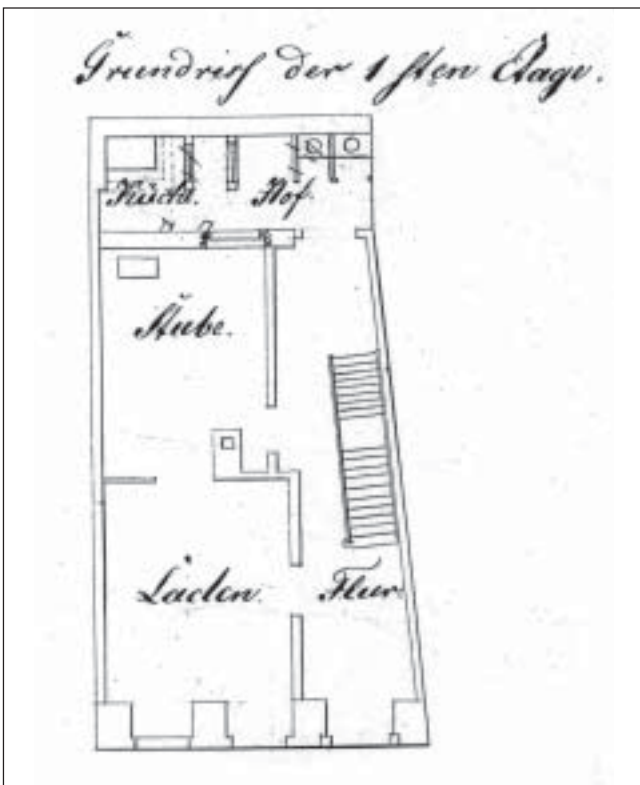 Grundriß der 1sten Etage.
Küche. Hof.
Stube.
Laden. Flur.